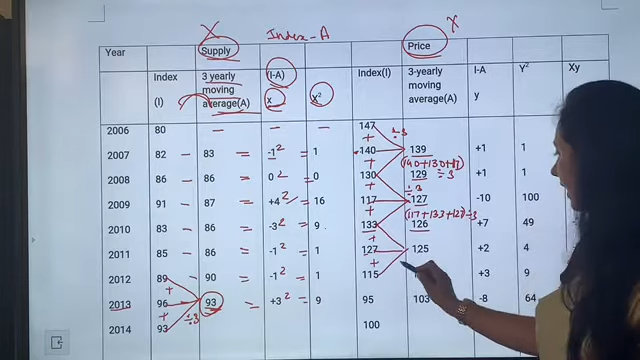 X Index-A X
Year Supply Price
Index (I) 3 yearly moving average(A) (I-A) x X² Index(I) 3-yearly moving average(A) I-A y Y² Xy
2006 80 - - - 147 ÷3
+
2007 82 - 83 = -1² = 1 140 139 +1 1
+ (140+130+117)
2008 86 - 86 = 0² = 0 130 129 ÷3 +1 1
+ ÷3
2009 91 - 87 = +4² = 16 117 127 -10 100
+ (117+133+127)÷3
2010 83 - 86 = -3² = 9 133 126 +7 49
+
2011 85 - 86 = -1² = 1 127 125 +2 4
+
2012 89 - 90 = -1² = 1 115 +3 9
+
2013 96 93 = +3² = 9 95 103 -8 64
+ ÷3
2014 93 100